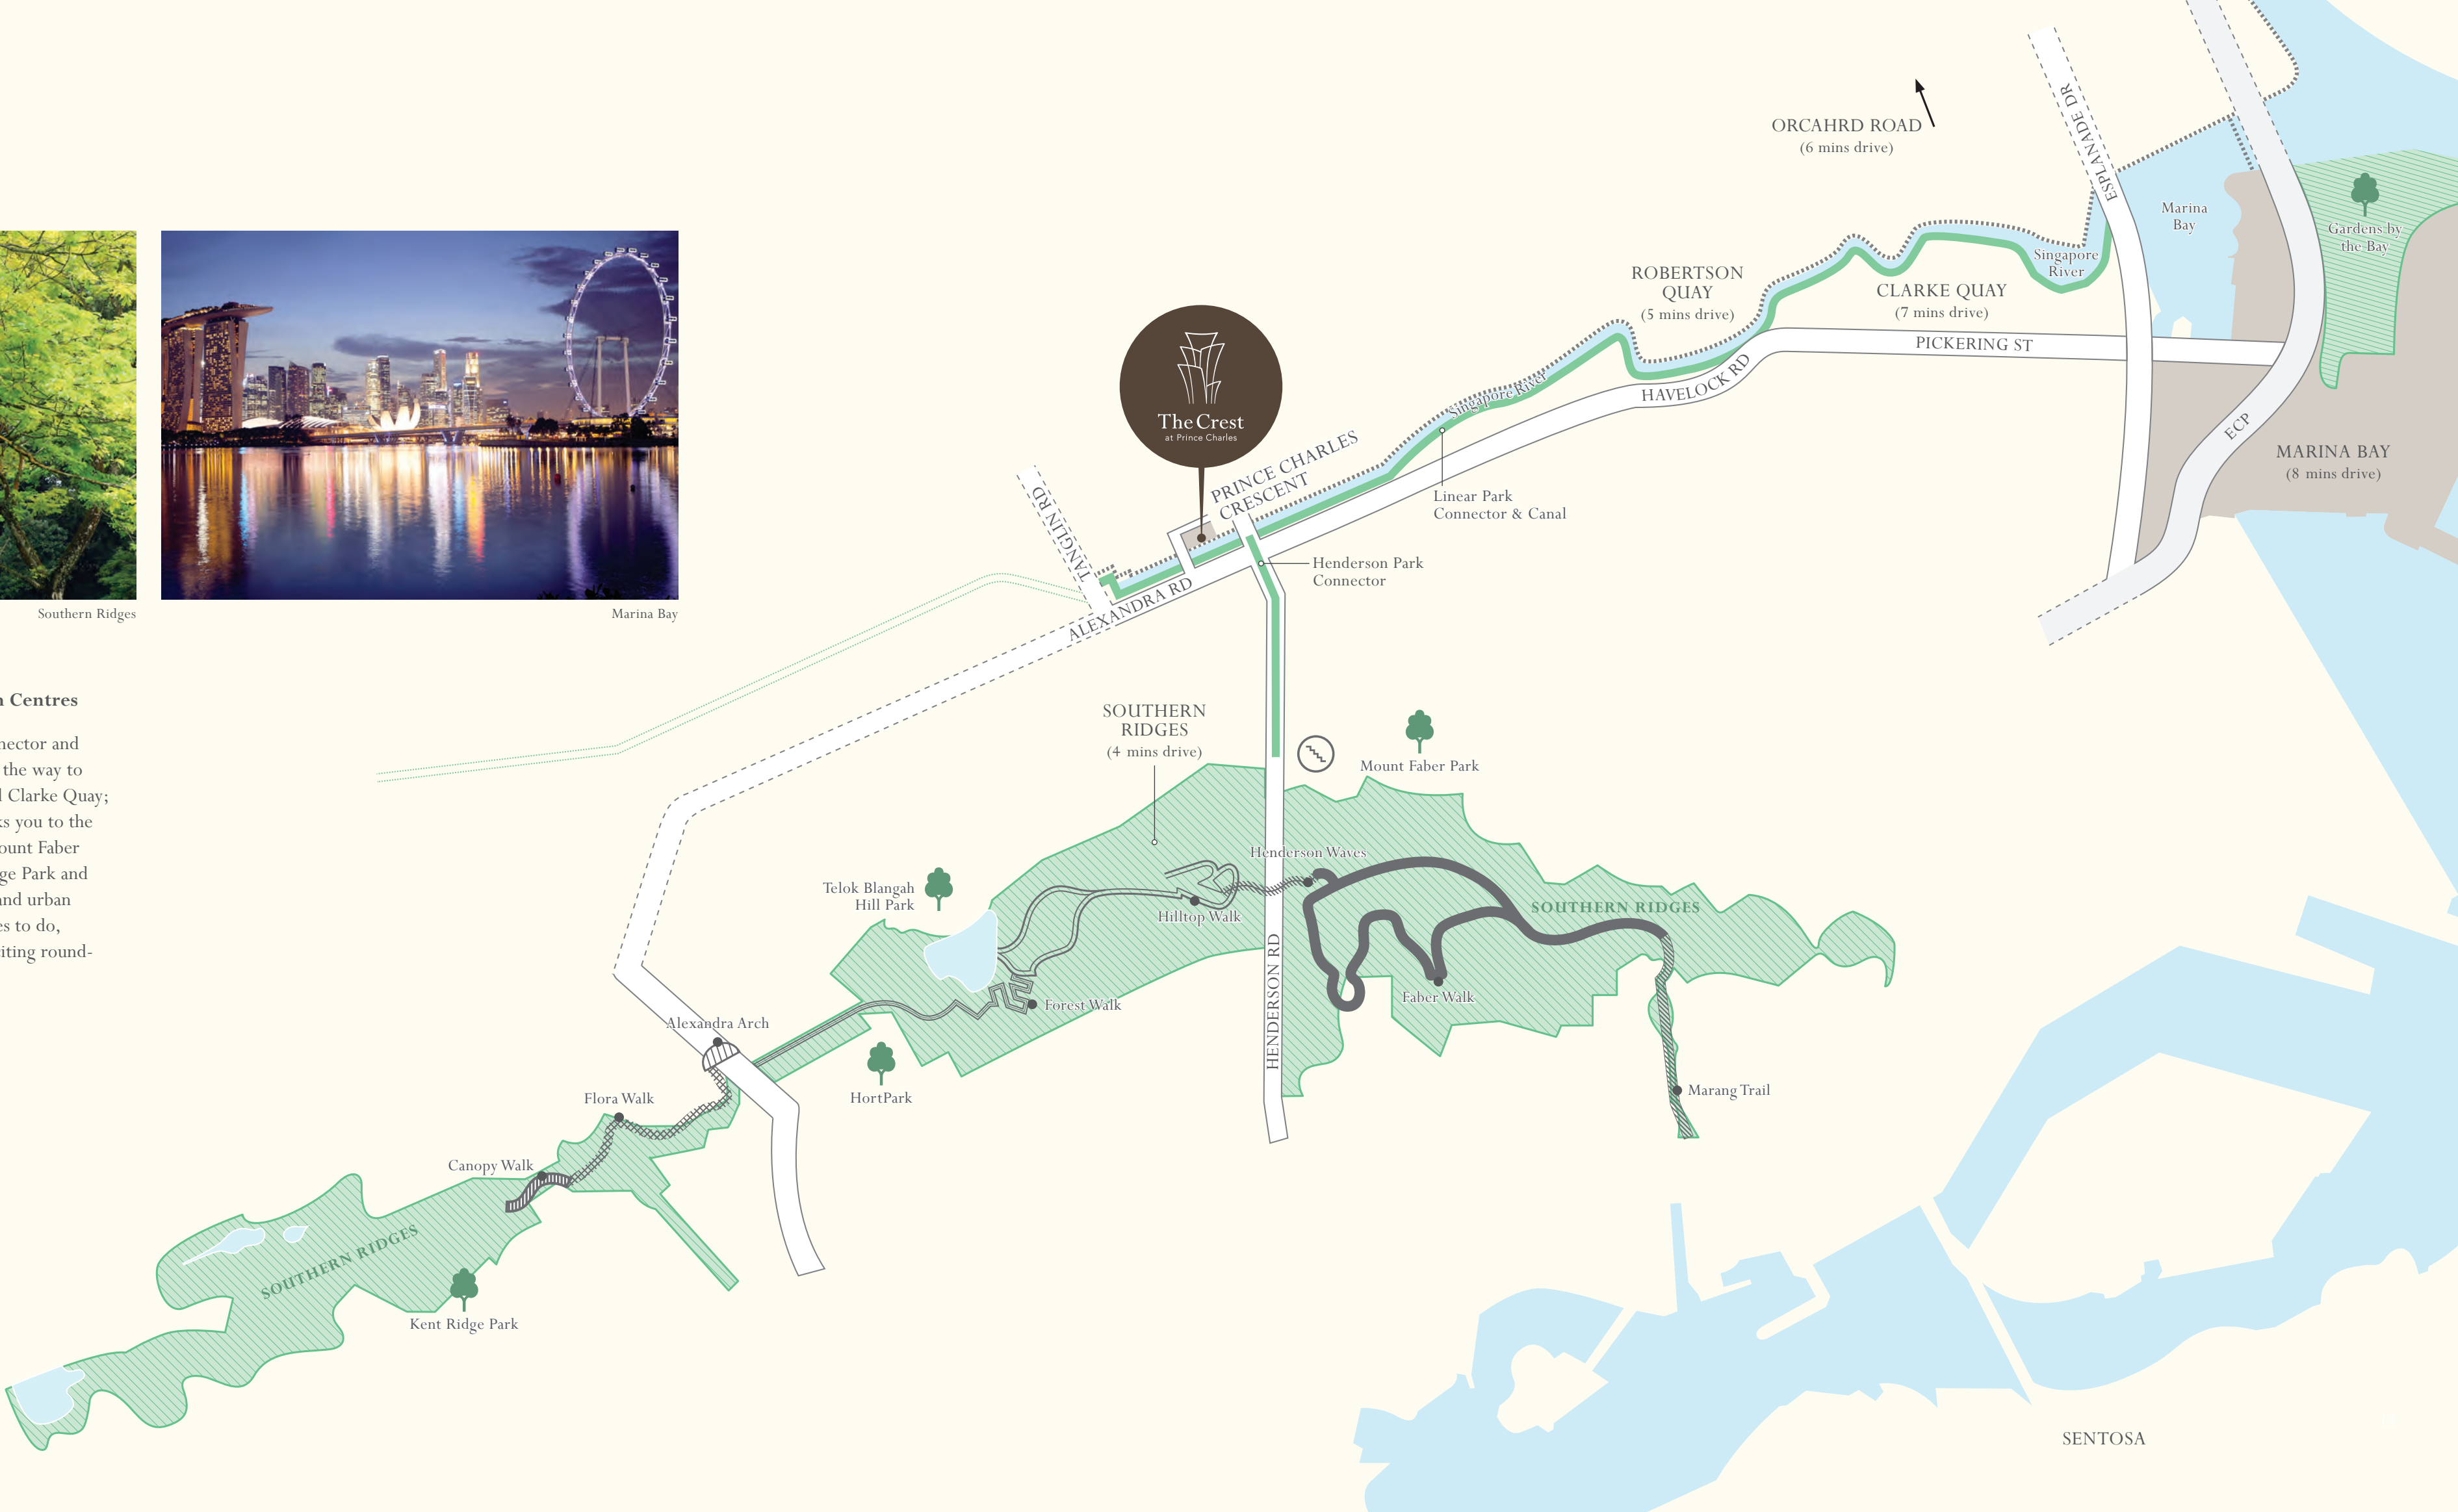 Southern Ridges
Marina Bay
n Centres
nector and
the way to
l Clarke Quay;
ks you to the
ount Faber
ge Park and
and urban
es to do,
citing round-
ORCAHRD ROAD
(6 mins drive)
ESPLANADE DR
Marina
Bay
Gardens by
the Bay
Singapore
River
ROBERTSON
QUAY
(5 mins drive)
CLARKE QUAY
(7 mins drive)
PICKERING ST
HAVELOCK RD
Singapore River
ECP
MARINA BAY
(8 mins drive)
The Crest
at Prince Charles
PRINCE CHARLES
CRESCENT
TANGLIN RD
ALEXANDRA RD
Linear Park
Connector & Canal
Henderson Park
Connector
SOUTHERN
RIDGES
(4 mins drive)
Mount Faber Park
Henderson Waves
Telok Blangah
Hill Park
Hilltop Walk
SOUTHERN RIDGES
HENDERSON RD
Faber Walk
Forest Walk
Alexandra Arch
HortPark
Marang Trail
Flora Walk
Canopy Walk
SOUTHERN RIDGES
Kent Ridge Park
SENTOSA